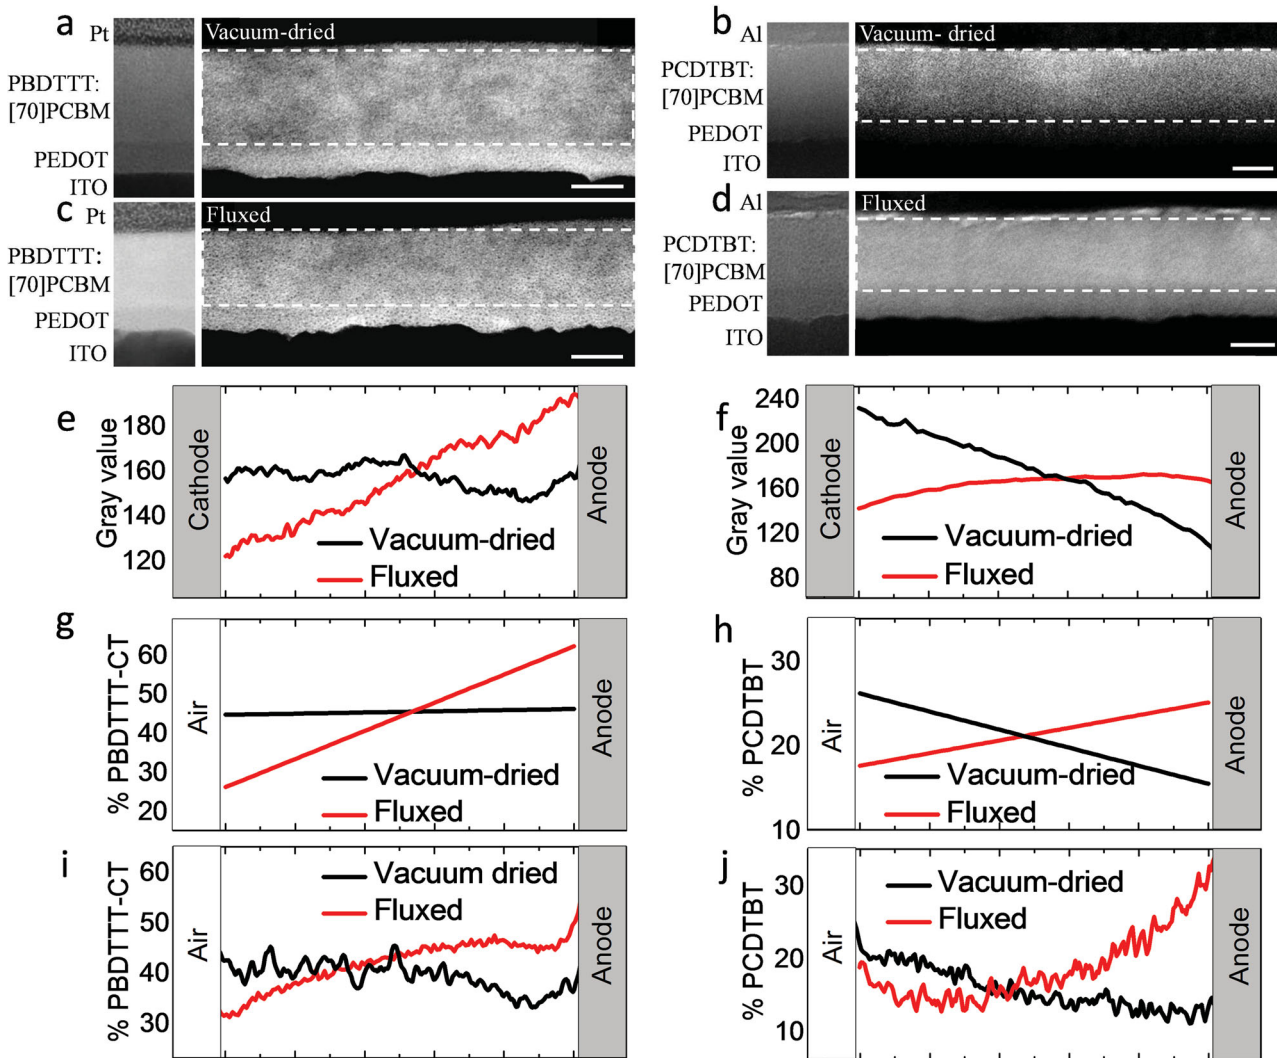 a
Pt
Vacuum-dried
PBDTTT:
[70]PCBM
PEDOT
ITO
b
Al
Vacuum- dried
PCDTBT:
[70]PCBM
PEDOT
ITO
c
Pt
Fluxed
PBDTTT:
[70]PCBM
PEDOT
ITO
d
Al
Fluxed
PCDTBT:
[70]PCBM
PEDOT
ITO
e
Gray value
180
160
140
120
Cathode
Vacuum-dried
Fluxed
Anode
f
Gray value
240
200
160
120
80
Cathode
Vacuum-dried
Fluxed
Anode
g
% PBDTTT-CT
60
50
40
30
20
Air
Vacuum-dried
Fluxed
Anode
h
% PCDTBT
30
20
10
Air
Vacuum-dried
Fluxed
Anode
i
% PBDTTT-CT
60
50
40
30
Air
Vacuum dried
Fluxed
Anode
j
% PCDTBT
30
20
10
Air
Vacuum-dried
Fluxed
Anode